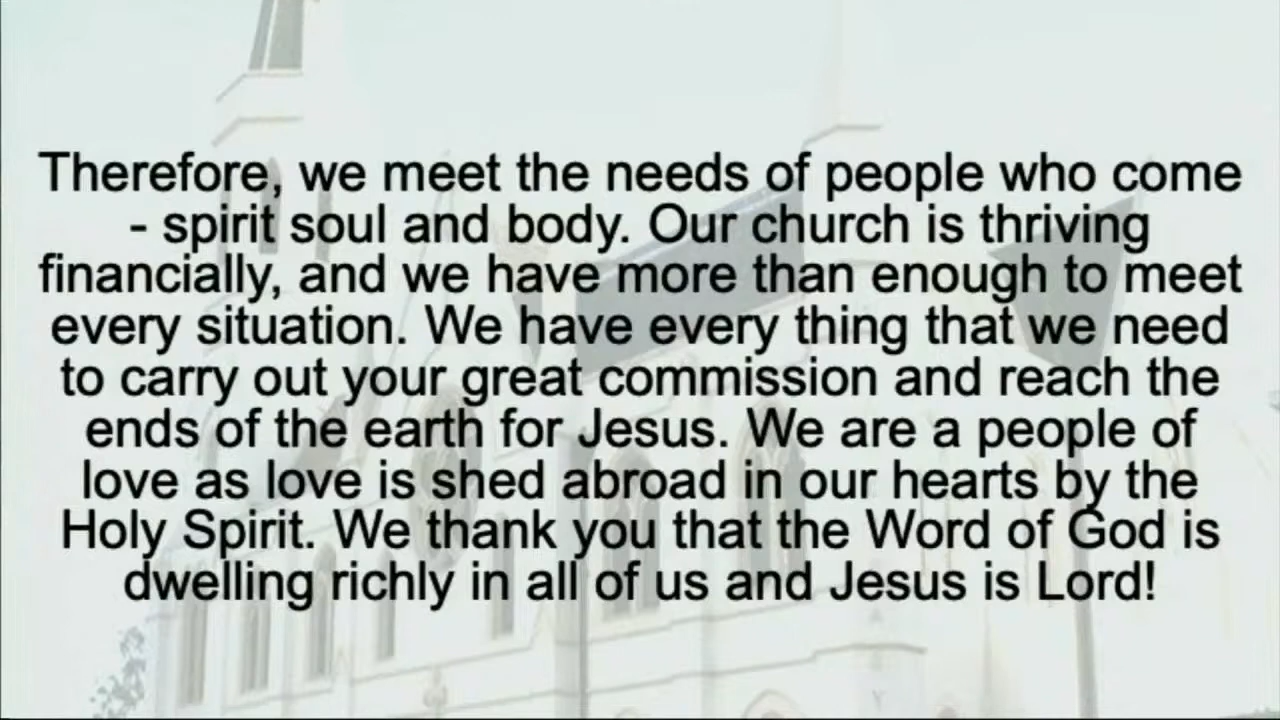 Therefore, we meet the needs of people who come
- spirit soul and body. Our church is thriving
financially, and we have more than enough to meet
every situation. We have every thing that we need
to carry out your great commission and reach the
ends of the earth for Jesus. We are a people of
love as love is shed abroad in our hearts by the
Holy Spirit. We thank you that the Word of God is
dwelling richly in all of us and Jesus is Lord!